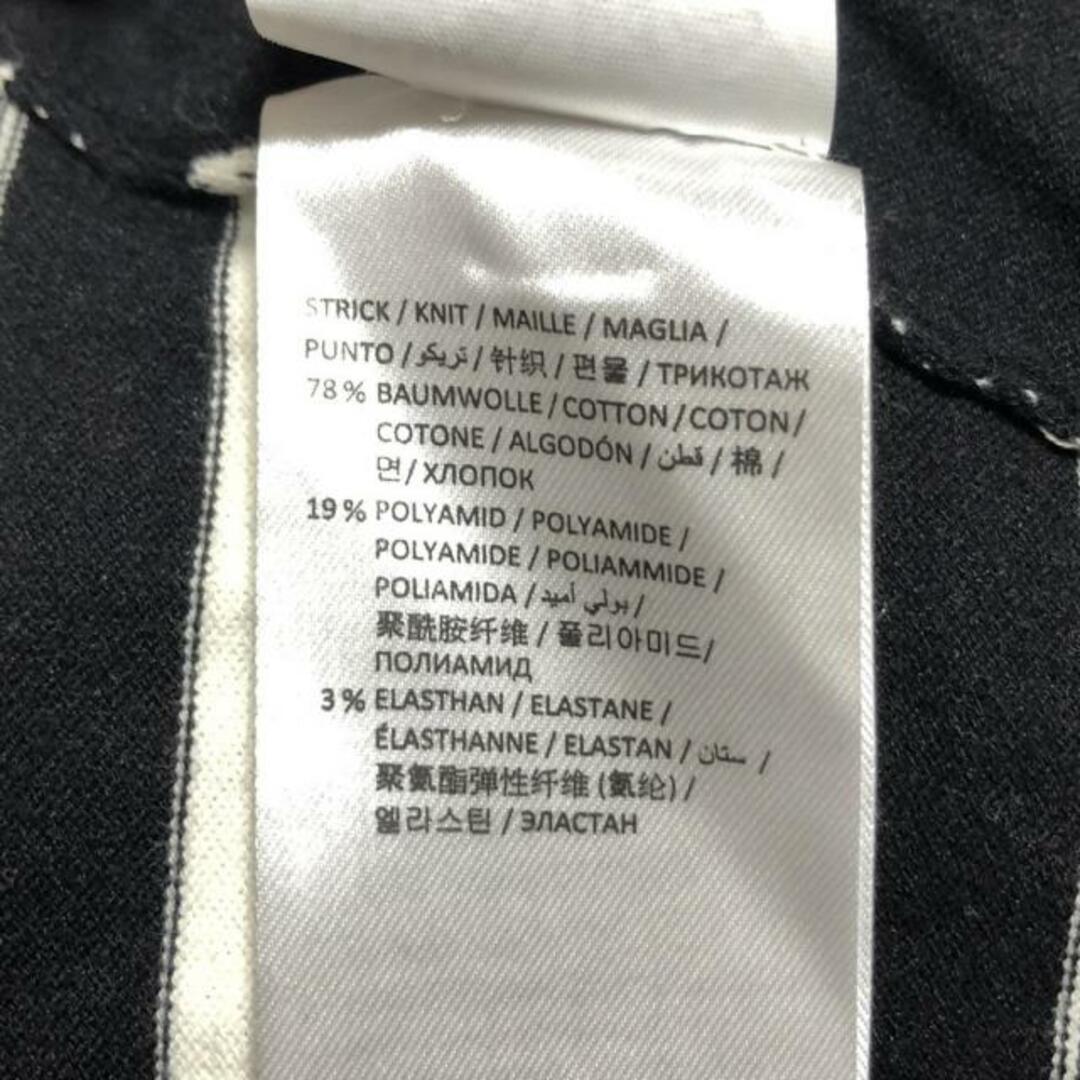 STRICK / KNIT / MAILLE / MAGLIA /
PUNTO / تريكو / 针织 / 편물 / ТРИКОТАЖ
78 % BAUMWOLLE / COTTON / COTON /
COTONE / ALGODÓN / قطن / 棉 /
면 / ХЛОПОК
19 % POLYAMID / POLYAMIDE /
POLYAMIDE / POLIAMMIDE /
POLIAMIDA / بولي أميد /
聚酰胺纤维 / 폴리아미드 /
ПОЛИАМИД
3 % ELASTHAN / ELASTANE /
ÉLASTHANNE / ELASTAN / ستان /
聚氨酯弹性纤维 (氨纶) /
엘라스틴 / ЭЛАСТАН